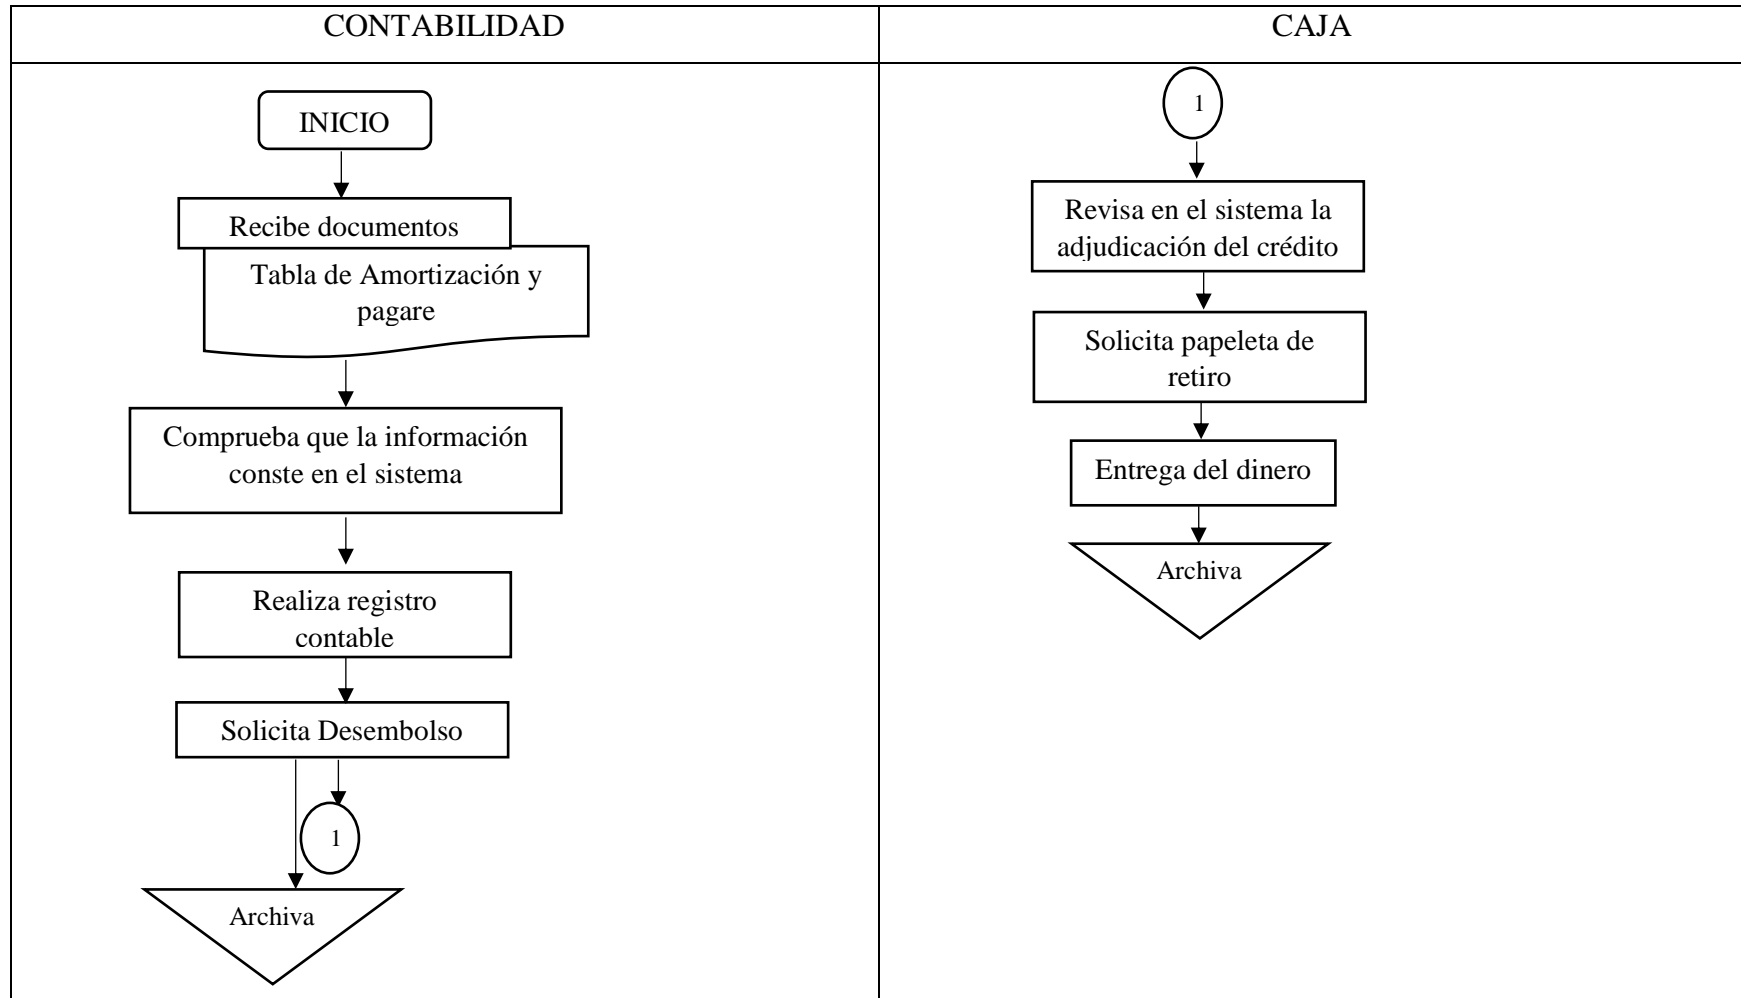 CONTABILIDAD
CAJA
INICIO
Recibe documentos
Tabla de Amortización y
pagare
Comprueba que la información
conste en el sistema
Realiza registro
contable
Solicita Desembolso
1
Archiva
1
Revisa en el sistema la
adjudicación del crédito
Solicita papeleta de
retiro
Entrega del dinero
Archiva